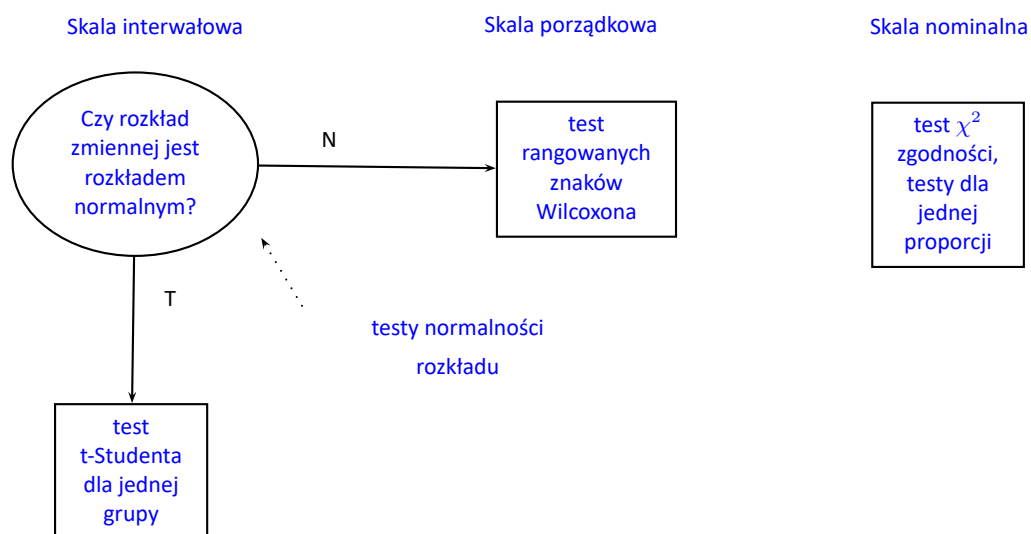 Skala interwałowa
Skala porządkowa
Skala nominalna
Czy rozkład
zmiennej jest
rozkładem
normalnym?
N
test
rangowanych
znaków
Wilcoxona
test χ²
zgodności,
testy dla
jednej
proporcji
T
testy normalności
rozkładu
test
t-Studenta
dla jednej
grupy